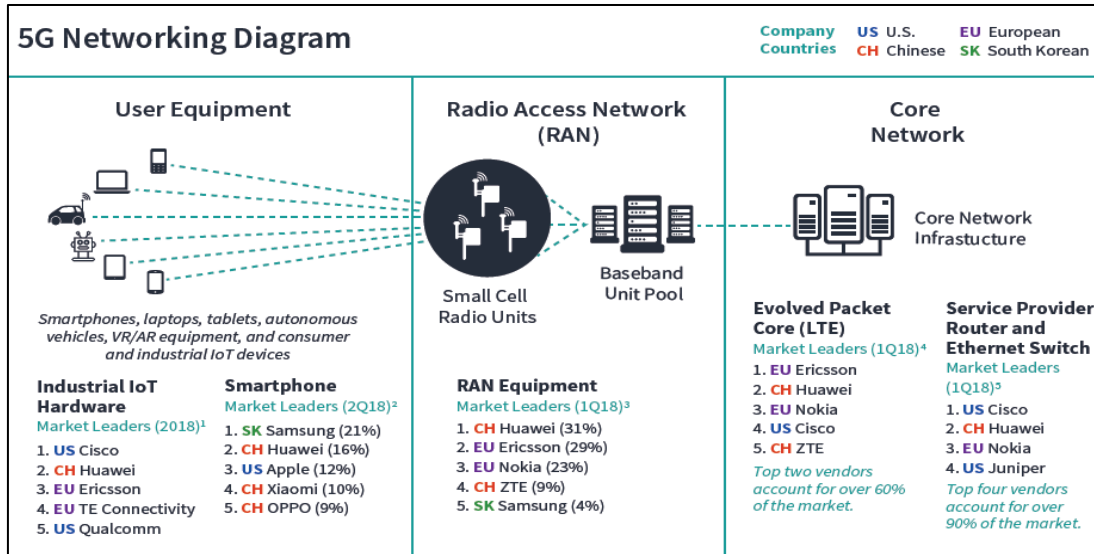 5G Networking Diagram
Company
Countries
US U.S.
EU European
CH Chinese
SK South Korean
User Equipment
Smartphones, laptops, tablets, autonomous
vehicles, VR/AR equipment, and consumer
and industrial IoT devices
Industrial IoT
Hardware
Market Leaders (2018)¹
1. US Cisco
2. CH Huawei
3. EU Ericsson
4. EU TE Connectivity
5. US Qualcomm
Smartphone
Market Leaders (2Q18)²
1. SK Samsung (21%)
2. CH Huawei (16%)
3. US Apple (12%)
4. CH Xiaomi (10%)
5. CH OPPO (9%)
Radio Access Network
(RAN)
Small Cell
Radio Units
Baseband
Unit Pool
RAN Equipment
Market Leaders (1Q18)³
1. CH Huawei (31%)
2. EU Ericsson (29%)
3. EU Nokia (23%)
4. CH ZTE (9%)
5. SK Samsung (4%)
Core
Network
Core Network
Infrastucture
Evolved Packet
Core (LTE)
Market Leaders (1Q18)⁴
1. EU Ericsson
2. CH Huawei
3. EU Nokia
4. US Cisco
5. CH ZTE
Top two vendors
account for over 60%
of the market.
Service Provider
Router and
Ethernet Switch
Market Leaders
(1Q18)⁵
1. US Cisco
2. CH Huawei
3. EU Nokia
4. US Juniper
Top four vendors
account for over
90% of the market.